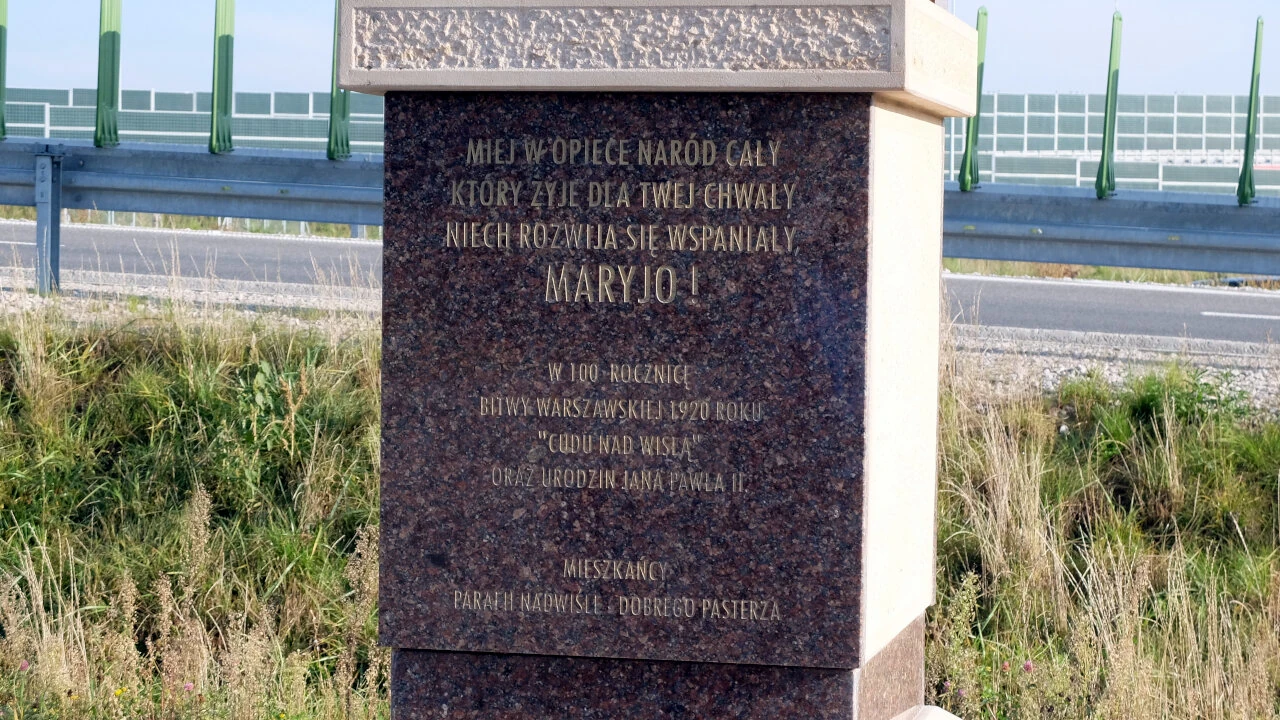 MIEJ W OPIECE NARÓD CAŁY
KTÓRY ŻYJE DLA TWEJ CHWAŁY
NIECH ROZWIJA SIĘ WSPANIAŁY,
MARYJO !
W 100 ROCZNICĘ
BITWY WARSZAWSKIEJ 1920 ROKU
"CUDU NAD WISŁĄ"
ORAZ URODZIN JANA PAWŁA II.
MIESZKAŃCY
PARAFII NADWIŚLE - DOBREGO PASTERZA